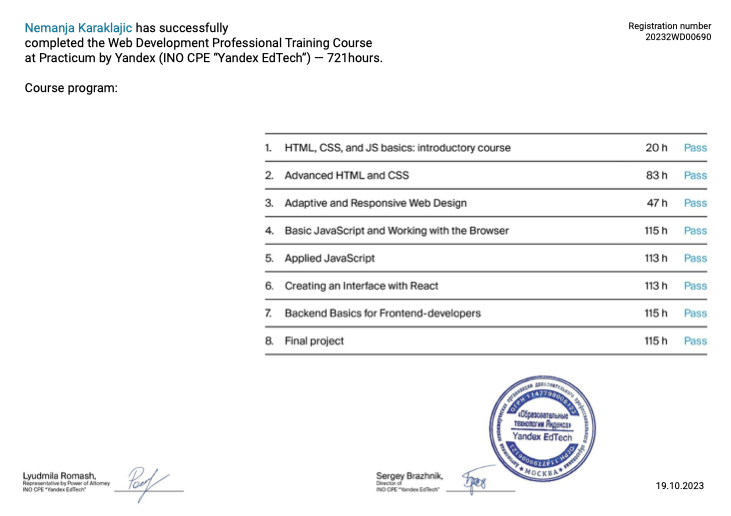 Nemanja Karaklajic has successfully
completed the Web Development Professional Training Course
at Practicum by Yandex (INO CPE “Yandex EdTech”) — 721hours.
Registration number
20232WD00690
Course program:
1. HTML, CSS, and JS basics: introductory course 20 h Pass
2. Advanced HTML and CSS 83 h Pass
3. Adaptive and Responsive Web Design 47 h Pass
4. Basic JavaScript and Working with the Browser 115 h Pass
5. Applied JavaScript 113 h Pass
6. Creating an Interface with React 113 h Pass
7. Backend Basics for Frontend-developers 115 h Pass
8. Final project 115 h Pass
«Образовательные
технологии Яндекса»
Yandex EdTech
МОСКВА
Lyudmila Romash,
Representative by Power of Attorney
INO CPE “Yandex EdTech”
Sergey Brazhnik,
Director of
INO CPE “Yandex EdTech”
19.10.2023